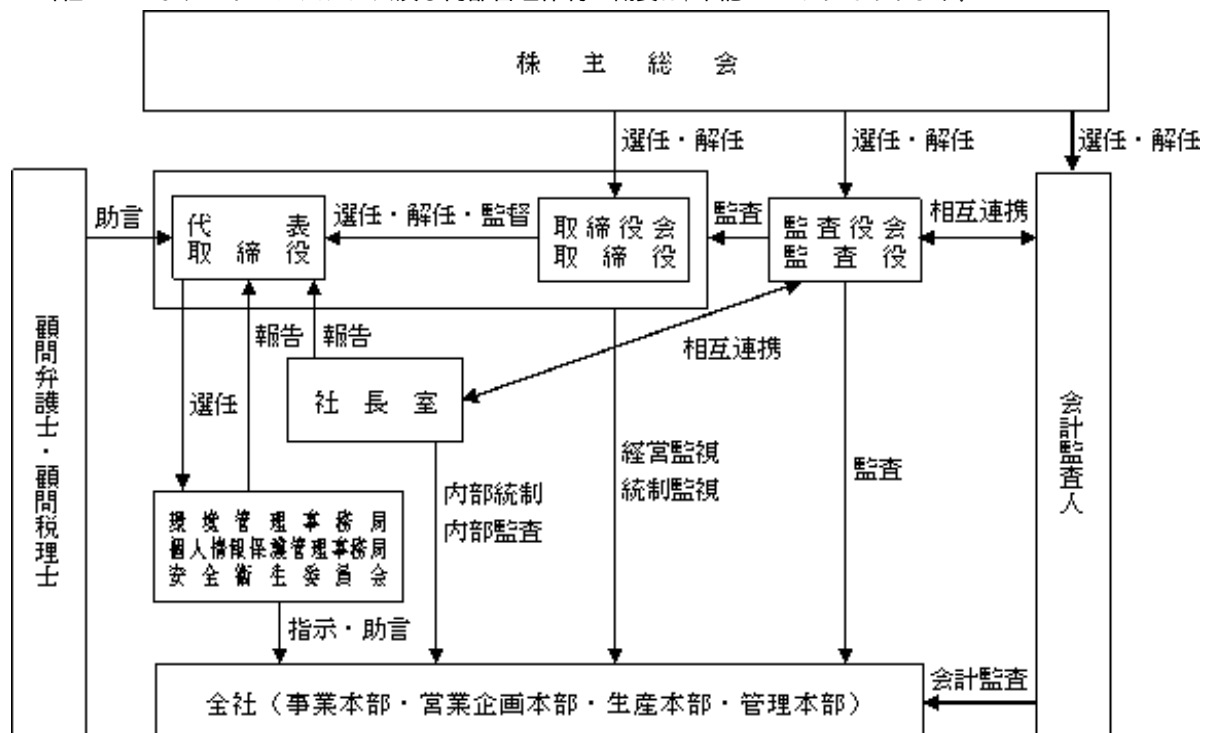 株主総会
選任・解任
選任・解任
選任・解任
顧問弁護士・顧問税理士
助言
代表
取締役
選任・解任・監督
取締役会
取締役
監査
監査役会
監査役
相互連携
会計監査人
報告
報告
相互連携
選任
社長室
経営監視
統制監視
監査
内部統制
内部監査
環境管理事務局
個人情報保護管理事務局
安全衛生委員会
指示・助言
全社（事業本部・営業企画本部・生産本部・管理本部）
会計監査